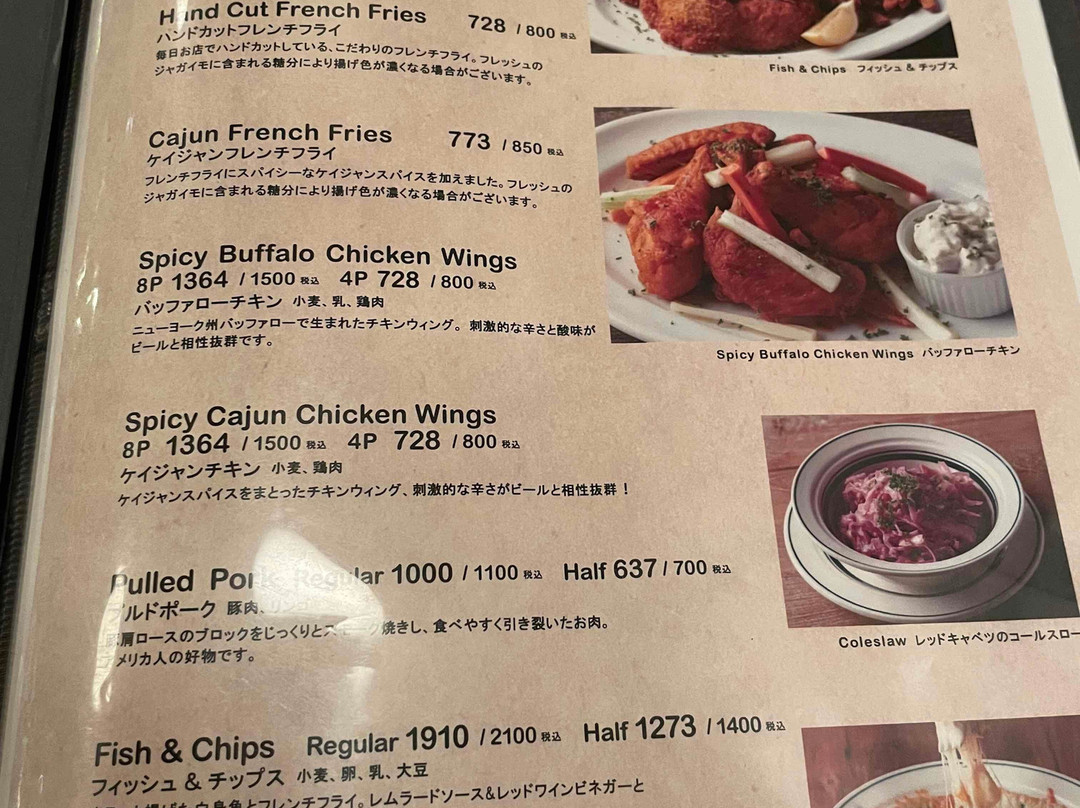 Hand Cut French Fries 728 / 800 税込
ハンドカットフレンチフライ
毎日お店でハンドカットしている、こだわりのフレンチフライ。フレッシュの
ジャガイモに含まれる糖分により揚げ色が濃くなる場合がございます。
Fish & Chips フィッシュ & チップス
Cajun French Fries 773 / 850 税込
ケイジャンフレンチフライ
フレンチフライにスパイシーなケイジャンスパイスを加えました。フレッシュの
ジャガイモに含まれる糖分により揚げ色が濃くなる場合がございます。
Spicy Buffalo Chicken Wings
8P 1364 / 1500 税込 4P 728 / 800 税込
バッファローチキン 小麦、乳、鶏肉
ニューヨーク州バッファローで生まれたチキンウィング。刺激的な辛さと酸味が
ビールと相性抜群です。
Spicy Buffalo Chicken Wings バッファローチキン
Spicy Cajun Chicken Wings
8P 1364 / 1500 税込 4P 728 / 800 税込
ケイジャンチキン 小麦、鶏肉
ケイジャンスパイスをまとったチキンウィング、刺激的な辛さがビールと相性抜群！
Pulled Pork Regular 1000 / 1100 税込 Half 637 / 700 税込
プルドポーク 豚肉、リンゴ
豚肩ロースのブロックをじっくりとスモーク焼きし、食べやすく引き裂いたお肉。
アメリカ人の好物です。
Coleslaw レッドキャベツのコールスロー
Fish & Chips Regular 1910 / 2100 税込 Half 1273 / 1400 税込
フィッシュ & チップス 小麦、卵、乳、大豆
白身魚とフレンチフライ。レムラードソース&レッドワインビネガーと